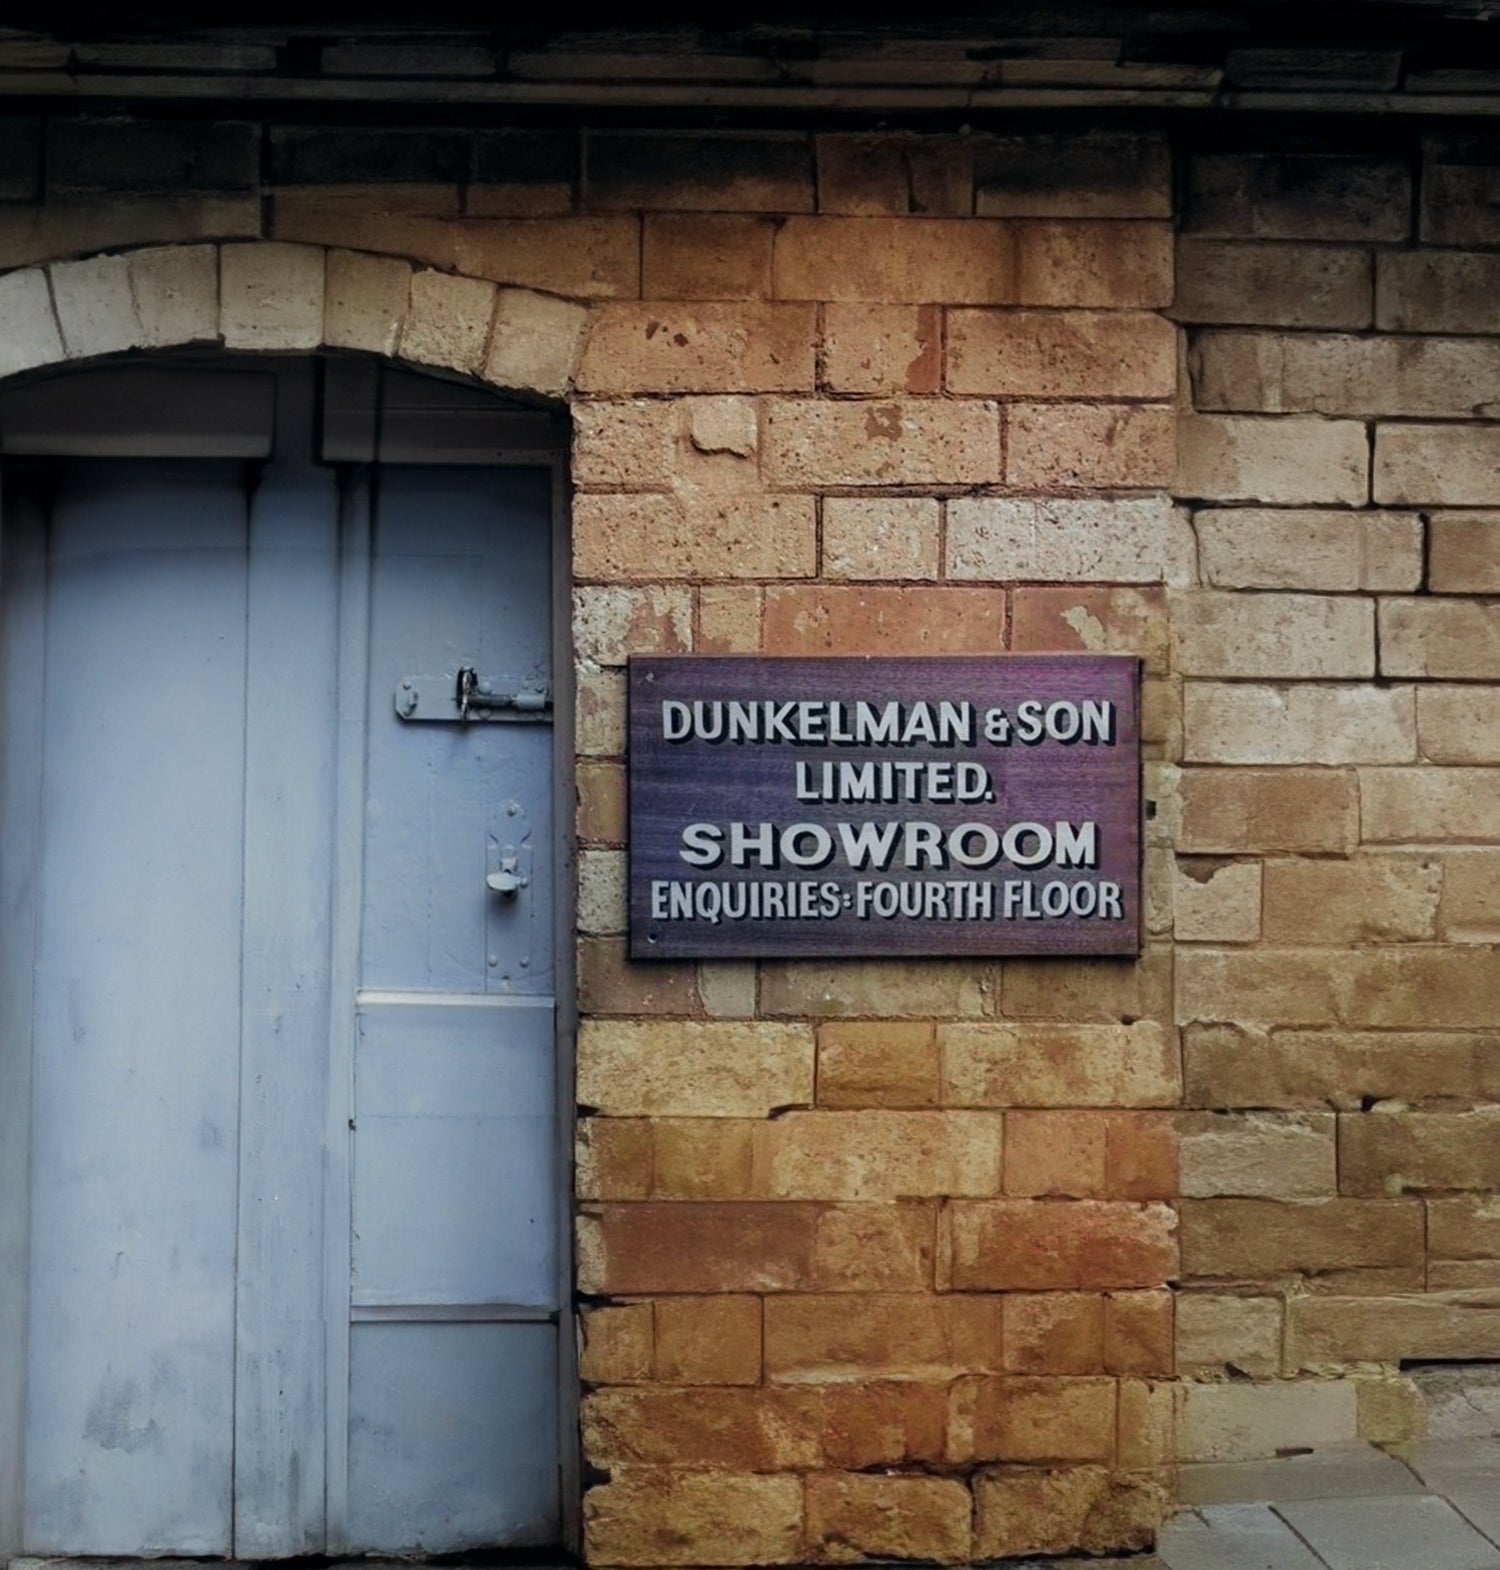 DUNKELMAN & SON
LIMITED.
SHOWROOM
ENQUIRIES: FOURTH FLOOR